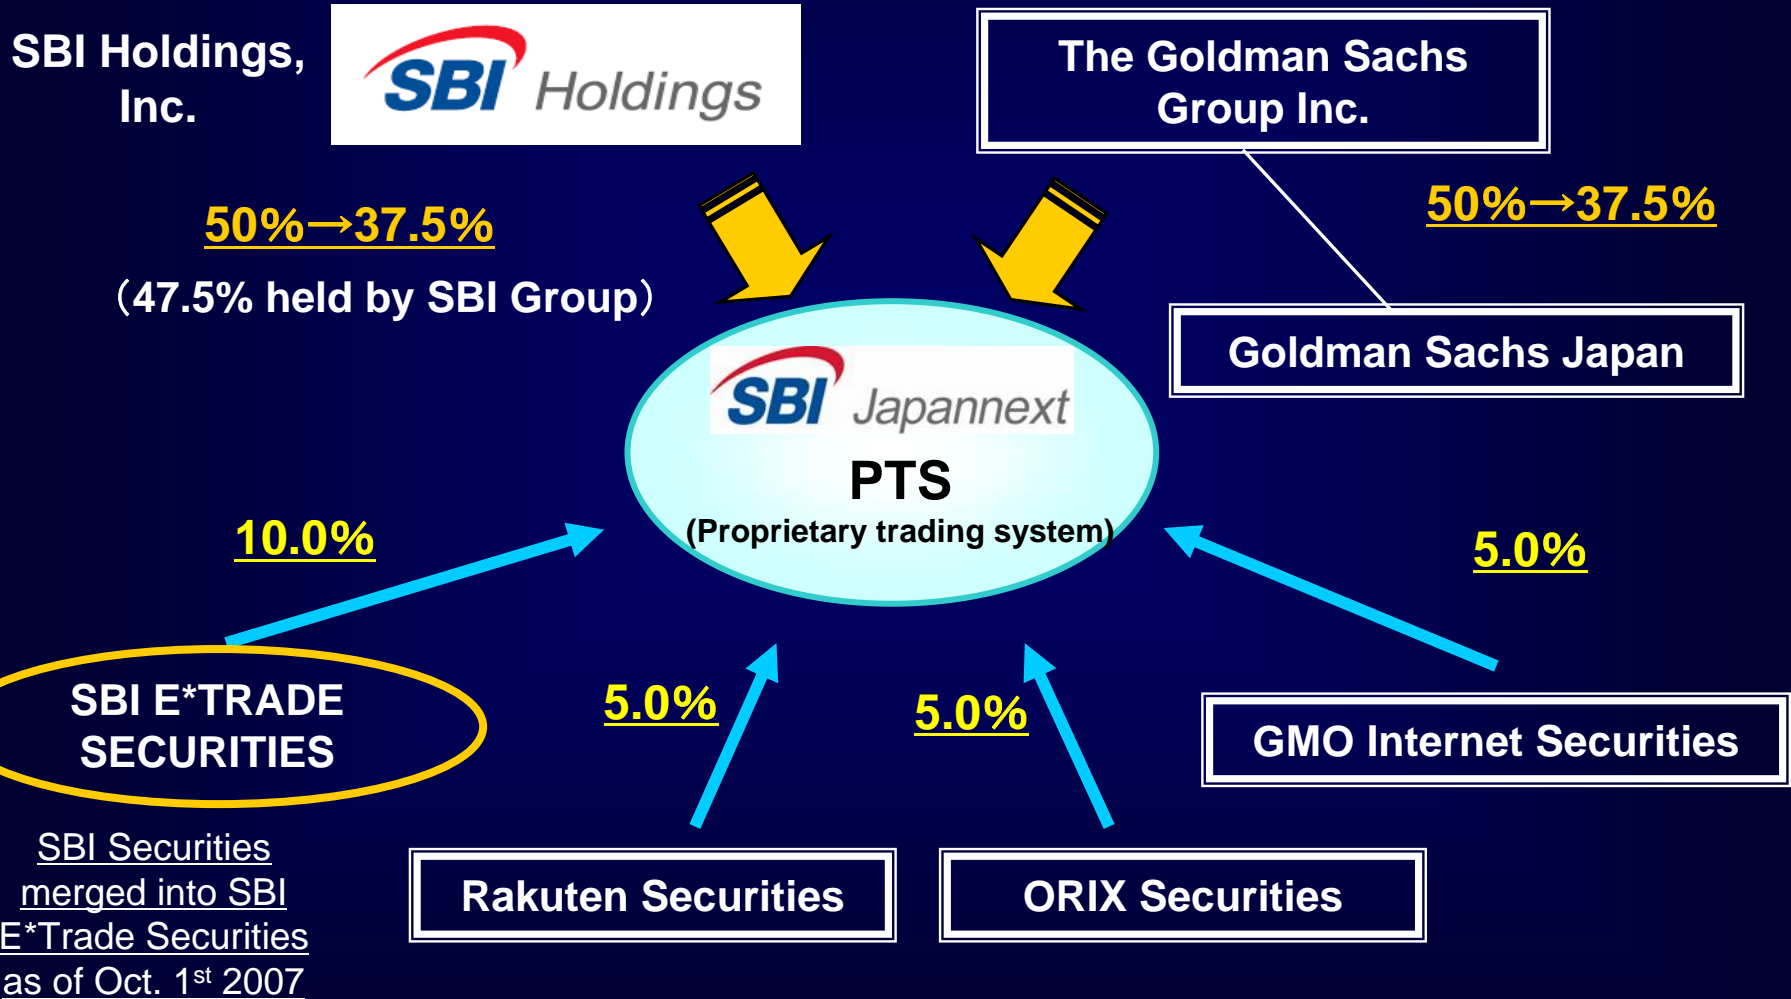 SBI Holdings,
Inc.
SBI Holdings
The Goldman Sachs
Group Inc.
50%→37.5%
（47.5% held by SBI Group）
50%→37.5%
Goldman Sachs Japan
SBI Japannext
PTS
(Proprietary trading system)
10.0%
5.0%
5.0%
5.0%
SBI E*TRADE
SECURITIES
GMO Internet Securities
SBI Securities
merged into SBI
E*Trade Securities
as of Oct. 1st 2007
Rakuten Securities
ORIX Securities